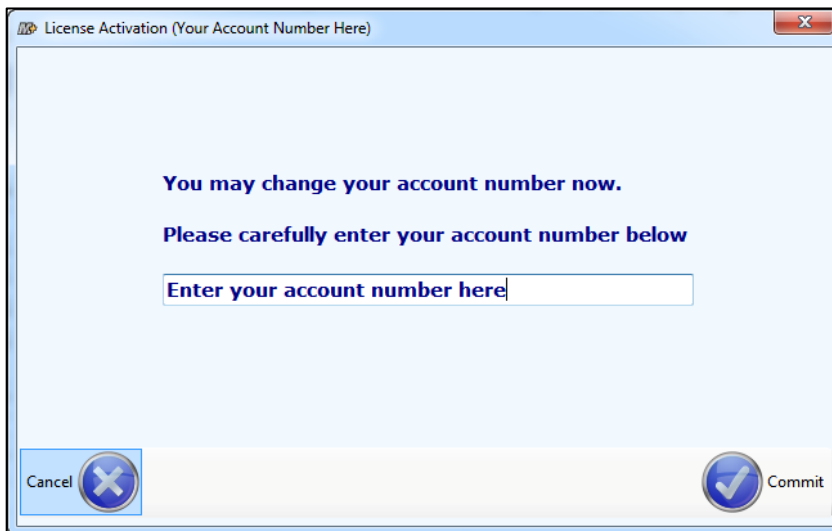 License Activation (Your Account Number Here)
You may change your account number now.
Please carefully enter your account number below
Enter your account number here
Cancel
Commit